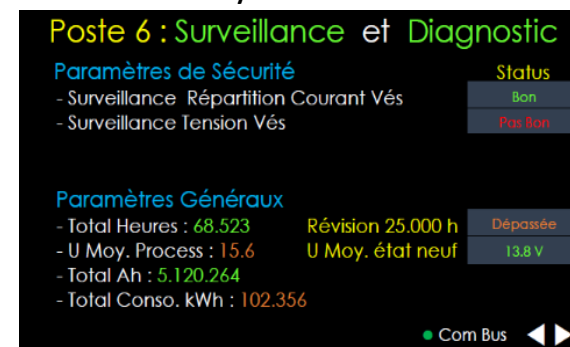 Poste 6 : Surveillance et Diagnostic
Paramètres de Sécurité Status
- Surveillance Répartition Courant Vés Bon
- Surveillance Tension Vés Pas Bon
Paramètres Généraux
- Total Heures : 68.523 Révision 25.000 h Dépassée
- U Moy. Process : 15.6 U Moy. état neuf 13.8 V
- Total Ah : 5.120.264
- Total Conso. kWh : 102.356
Com Bus